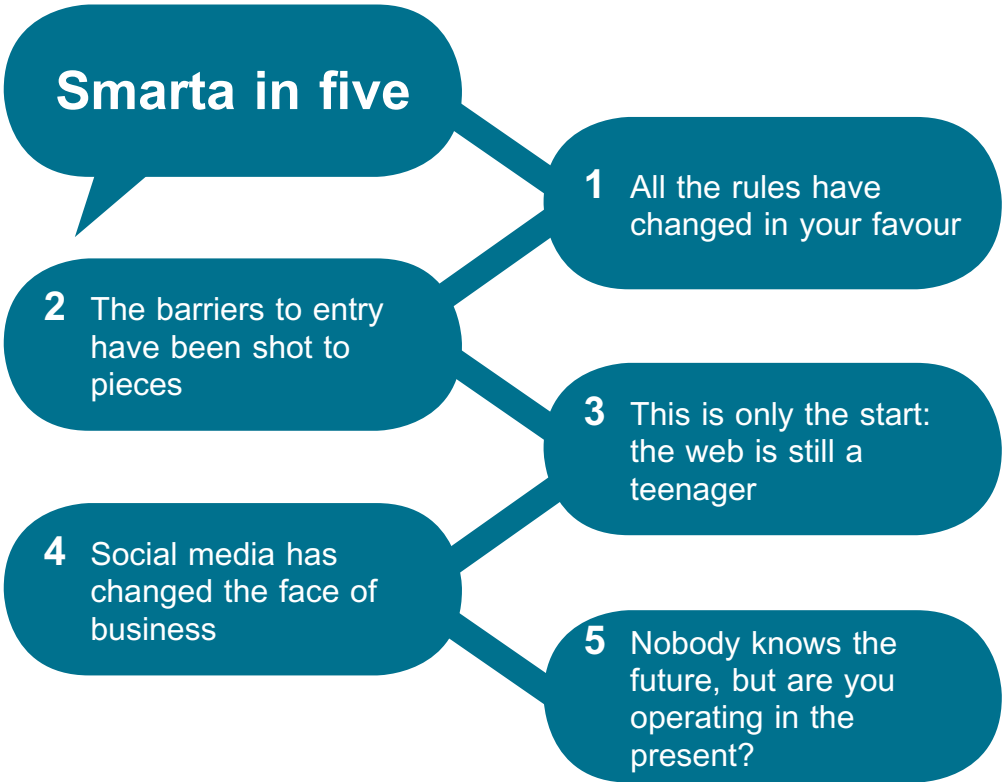 Smarta in five
1 All the rules have
changed in your favour
2 The barriers to entry
have been shot to
pieces
3 This is only the start:
the web is still a
teenager
4 Social media has
changed the face of
business
5 Nobody knows the
future, but are you
operating in the
present?